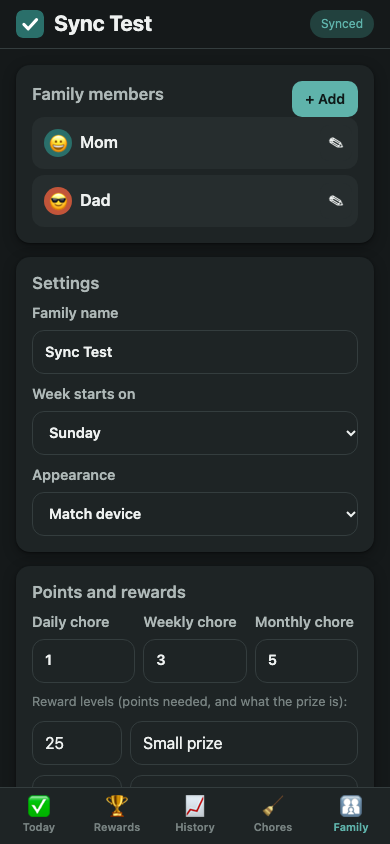 Sync Test
Synced
Family members
+ Add
Mom
Dad
Settings
Family name
Sync Test
Week starts on
Sunday
Appearance
Match device
Points and rewards
Daily chore Weekly chore Monthly chore
1 3 5
Reward levels (points needed, and what the prize is):
25 Small prize
Today Rewards History Chores Family